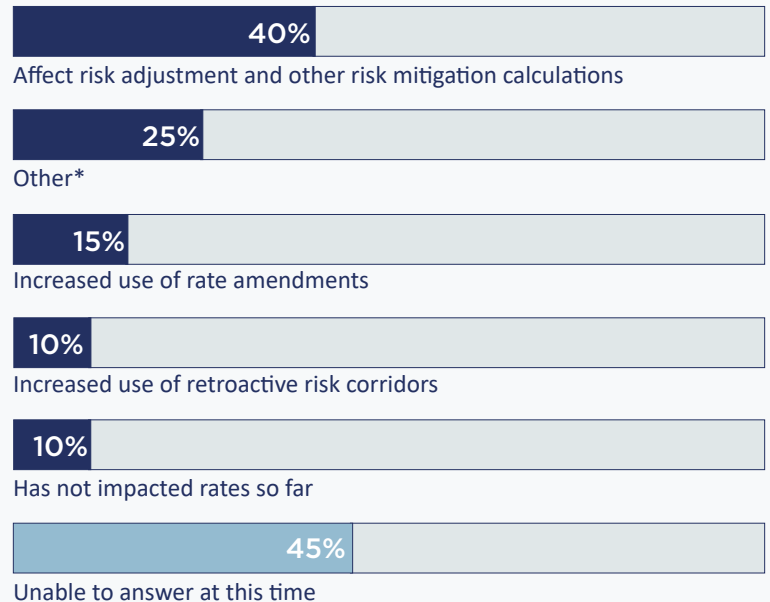 40%
Affect risk adjustment and other risk mitigation calculations
25%
Other*
15%
Increased use of rate amendments
10%
Increased use of retroactive risk corridors
10%
Has not impacted rates so far
45%
Unable to answer at this time